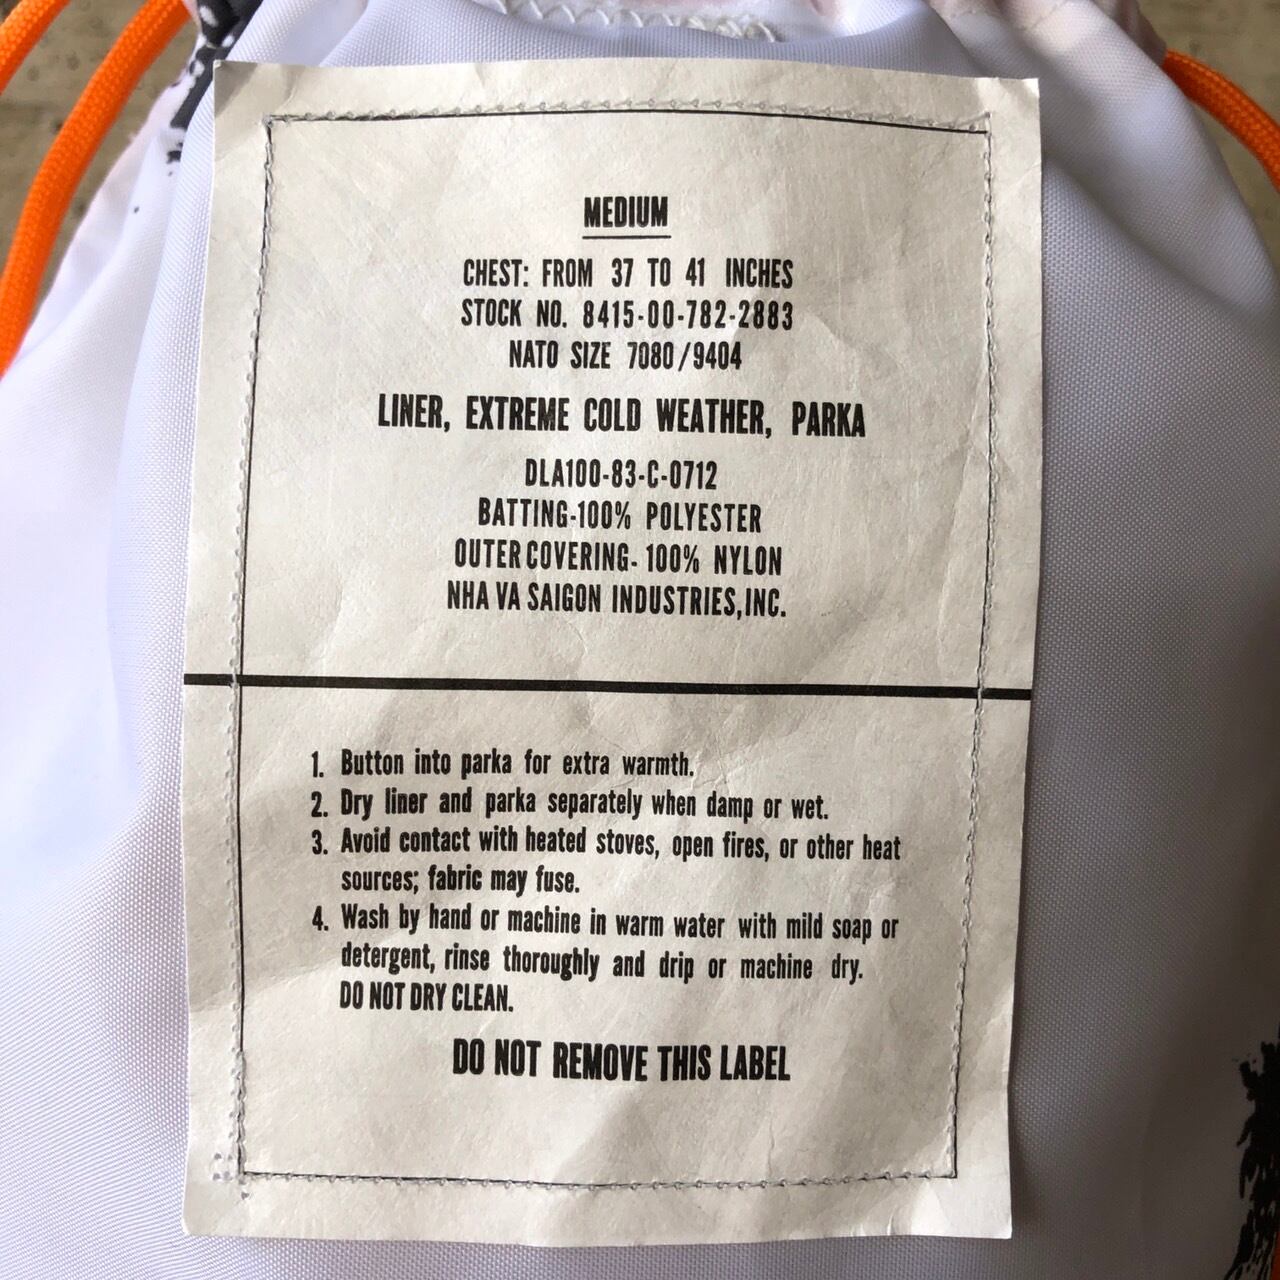 MEDIUM
CHEST: FROM 37 TO 41 INCHES
STOCK NO. 8415-00-782-2883
NATO SIZE 7080/9404
LINER, EXTREME COLD WEATHER, PARKA
DLA100-83-C-0712
BATTING-100% POLYESTER
OUTER COVERING- 100% NYLON
NHA VA SAIGON INDUSTRIES,INC.
1. Button into parka for extra warmth.
2. Dry liner and parka separately when damp or wet.
3. Avoid contact with heated stoves, open fires, or other heat
sources; fabric may fuse.
4. Wash by hand or machine in warm water with mild soap or
detergent, rinse thoroughly and drip or machine dry.
DO NOT DRY CLEAN.
DO NOT REMOVE THIS LABEL